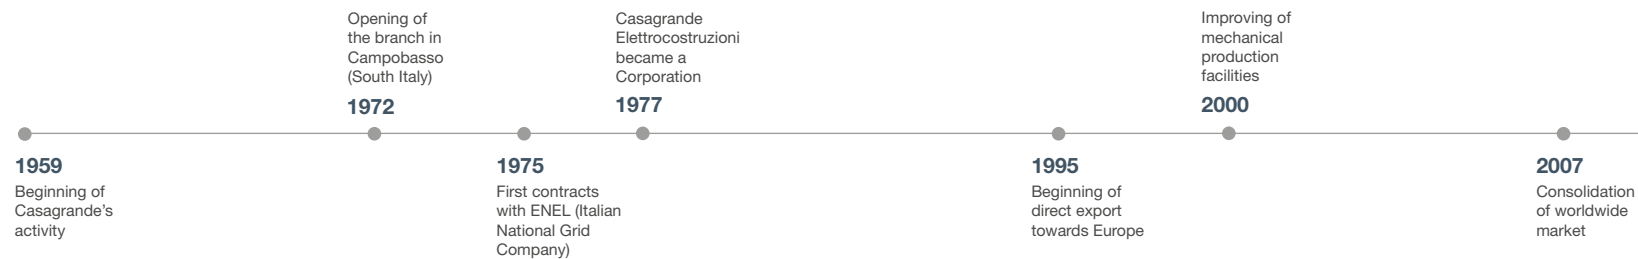 1959
Beginning of
Casagrande’s
activity
Opening of
the branch in
Campobasso
(South Italy)
1972
1975
First contracts
with ENEL (Italian
National Grid
Company)
Casagrande
Elettrocostruzioni
became a
Corporation
1977
1995
Beginning of
direct export
towards Europe
Improving of
mechanical
production
facilities
2000
2007
Consolidation
of worldwide
market